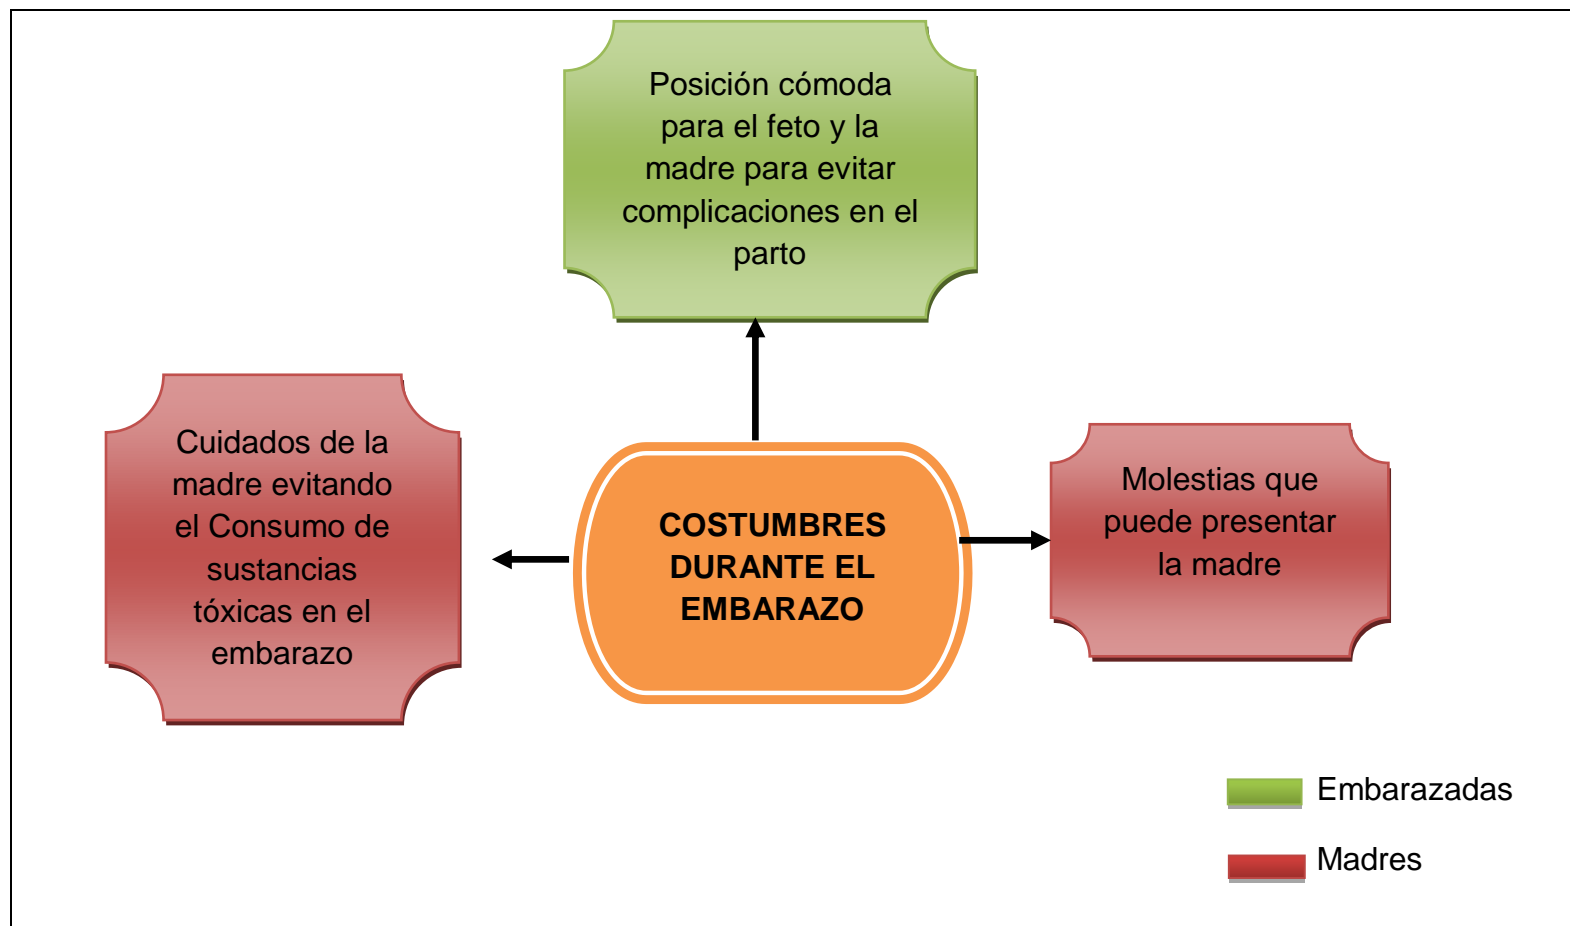 Posición cómoda
para el feto y la
madre para evitar
complicaciones en el
parto
Cuidados de la
madre evitando
el Consumo de
sustancias
tóxicas en el
embarazo
COSTUMBRES
DURANTE EL
EMBARAZO
Molestias que
puede presentar
la madre
Embarazadas
Madres